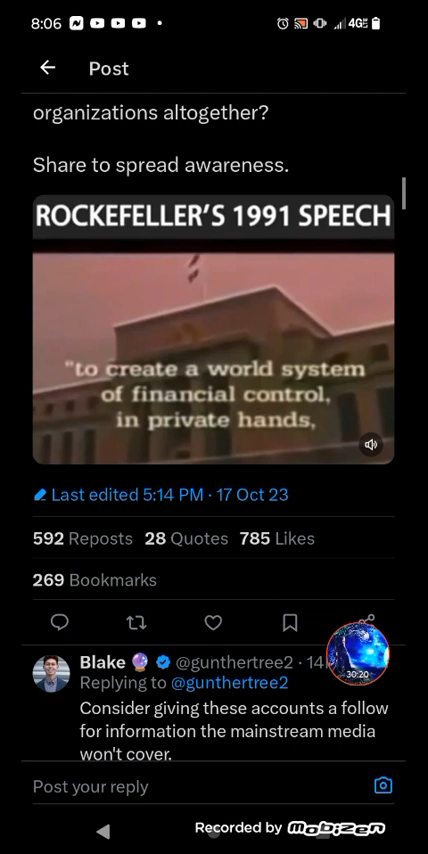 8:06
4GE
Post
organizations altogether?
Share to spread awareness.
ROCKEFELLER'S 1991 SPEECH
"to create a world system
of financial control,
in private hands,
Last edited 5:14 PM · 17 Oct 23
592 Reposts 28 Quotes 785 Likes
269 Bookmarks
Blake @gunthertree2 · 14
30:20
Replying to @gunthertree2
Consider giving these accounts a follow
for information the mainstream media
won't cover.
Post your reply
Recorded by Mobizen